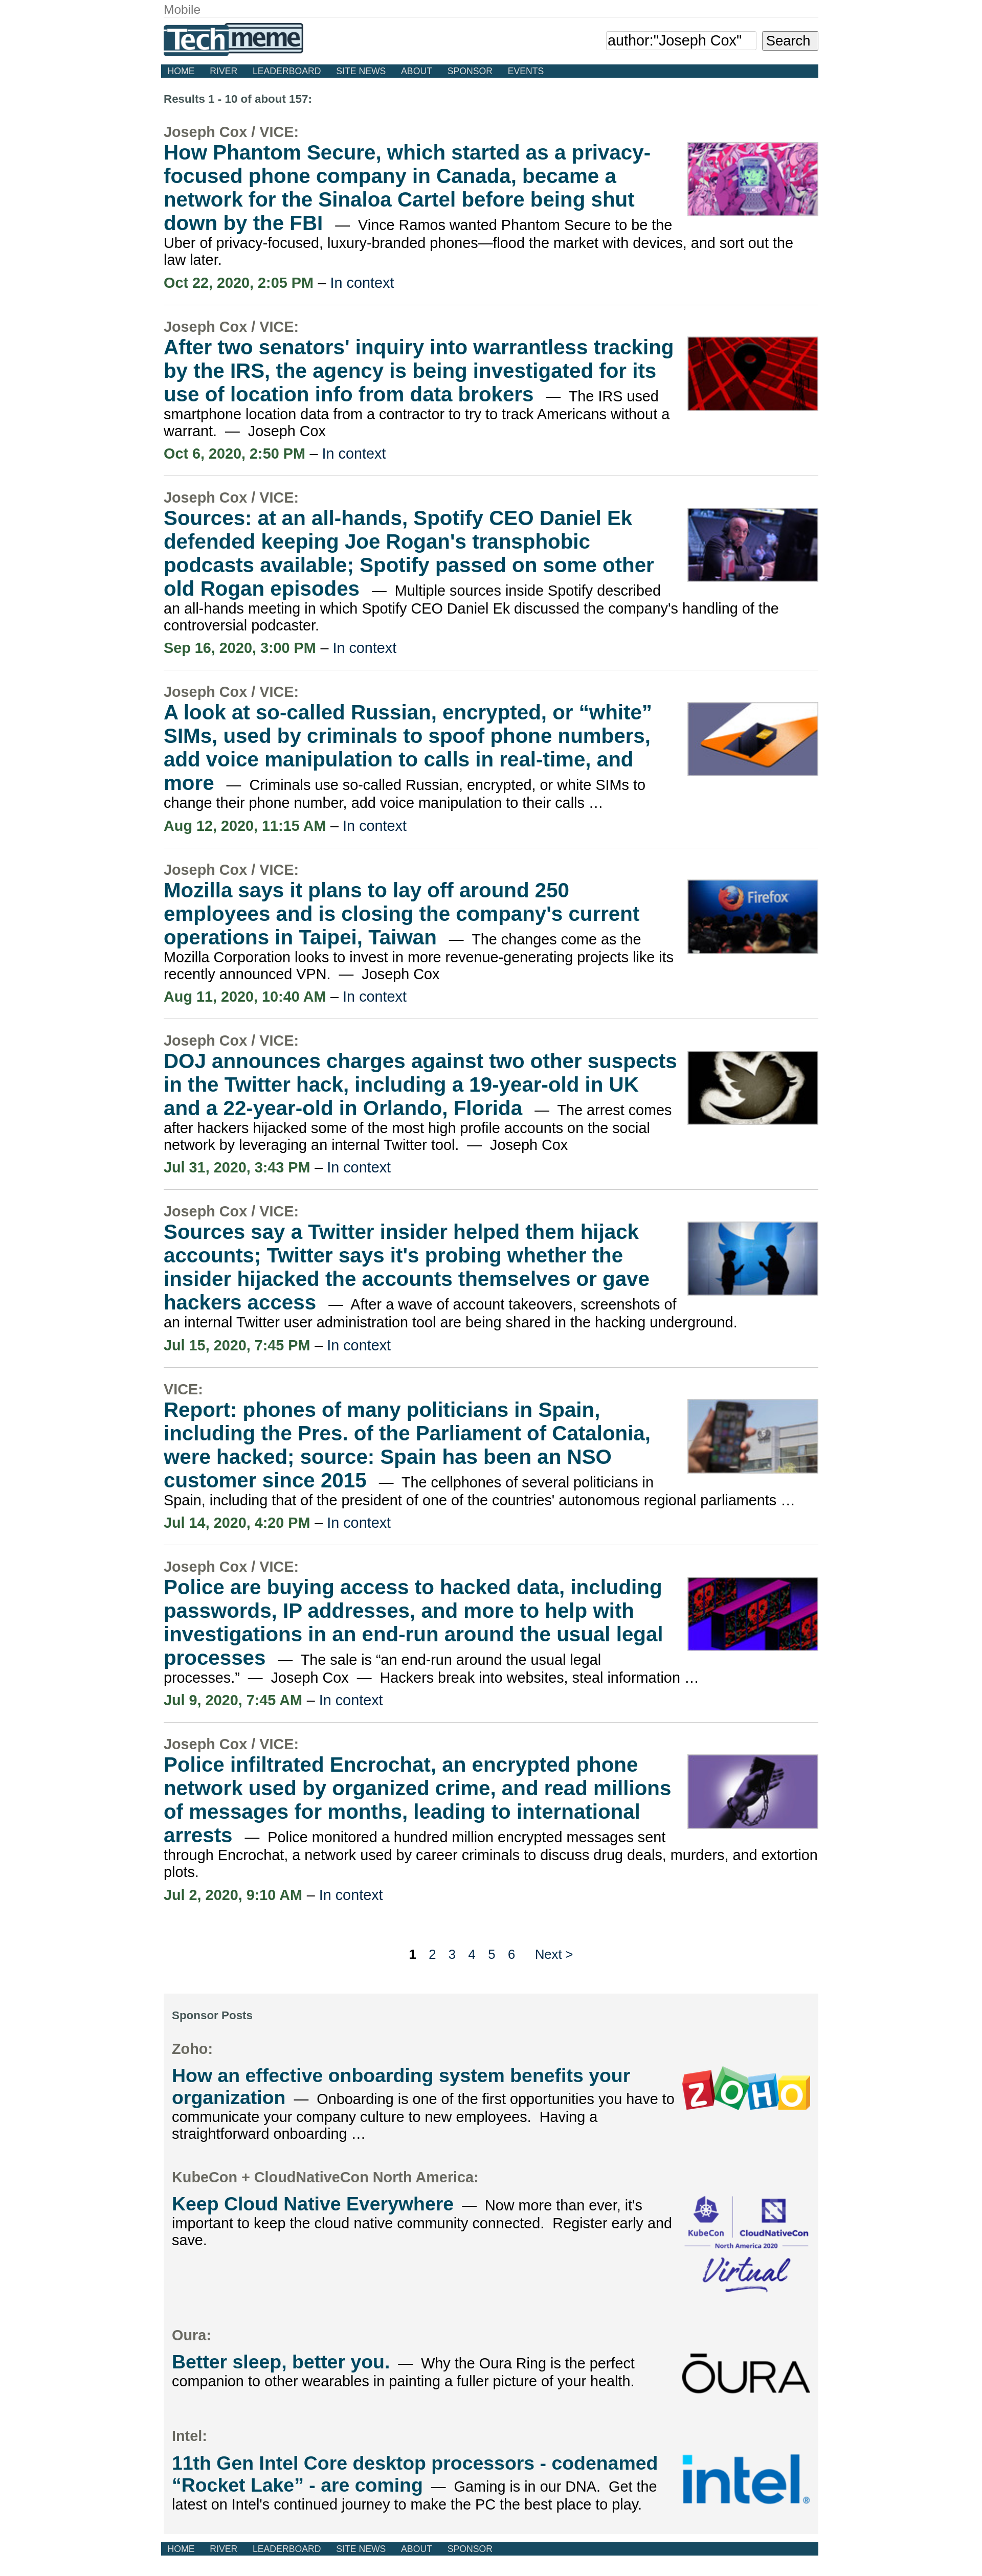 Mobile
Techmeme
author:"Joseph Cox"
Search
HOME RIVER LEADERBOARD SITE NEWS ABOUT SPONSOR EVENTS
Results 1 - 10 of about 157:
Joseph Cox / VICE:
How Phantom Secure, which started as a privacy-
focused phone company in Canada, became a
network for the Sinaloa Cartel before being shut
down by the FBI — Vince Ramos wanted Phantom Secure to be the
Uber of privacy-focused, luxury-branded phones—flood the market with devices, and sort out the
law later.
Oct 22, 2020, 2:05 PM – In context
Joseph Cox / VICE:
After two senators' inquiry into warrantless tracking
by the IRS, the agency is being investigated for its
use of location info from data brokers — The IRS used
smartphone location data from a contractor to try to track Americans without a
warrant. — Joseph Cox
Oct 6, 2020, 2:50 PM – In context
Joseph Cox / VICE:
Sources: at an all-hands, Spotify CEO Daniel Ek
defended keeping Joe Rogan's transphobic
podcasts available; Spotify passed on some other
old Rogan episodes — Multiple sources inside Spotify described
an all-hands meeting in which Spotify CEO Daniel Ek discussed the company's handling of the
controversial podcaster.
Sep 16, 2020, 3:00 PM – In context
Joseph Cox / VICE:
A look at so-called Russian, encrypted, or “white”
SIMs, used by criminals to spoof phone numbers,
add voice manipulation to calls in real-time, and
more — Criminals use so-called Russian, encrypted, or white SIMs to
change their phone number, add voice manipulation to their calls …
Aug 12, 2020, 11:15 AM – In context
Joseph Cox / VICE:
Mozilla says it plans to lay off around 250
employees and is closing the company's current
operations in Taipei, Taiwan — The changes come as the
Mozilla Corporation looks to invest in more revenue-generating projects like its
recently announced VPN. — Joseph Cox
Firefox
Aug 11, 2020, 10:40 AM – In context
Joseph Cox / VICE:
DOJ announces charges against two other suspects
in the Twitter hack, including a 19-year-old in UK
and a 22-year-old in Orlando, Florida — The arrest comes
after hackers hijacked some of the most high profile accounts on the social
network by leveraging an internal Twitter tool. — Joseph Cox
Jul 31, 2020, 3:43 PM – In context
Joseph Cox / VICE:
Sources say a Twitter insider helped them hijack
accounts; Twitter says it's probing whether the
insider hijacked the accounts themselves or gave
hackers access — After a wave of account takeovers, screenshots of
an internal Twitter user administration tool are being shared in the hacking underground.
Jul 15, 2020, 7:45 PM – In context
VICE:
Report: phones of many politicians in Spain,
including the Pres. of the Parliament of Catalonia,
were hacked; source: Spain has been an NSO
customer since 2015 — The cellphones of several politicians in
Spain, including that of the president of one of the countries' autonomous regional parliaments …
Jul 14, 2020, 4:20 PM – In context
Joseph Cox / VICE:
Police are buying access to hacked data, including
passwords, IP addresses, and more to help with
investigations in an end-run around the usual legal
processes — The sale is “an end-run around the usual legal
processes.” — Joseph Cox — Hackers break into websites, steal information …
Jul 9, 2020, 7:45 AM – In context
Joseph Cox / VICE:
Police infiltrated Encrochat, an encrypted phone
network used by organized crime, and read millions
of messages for months, leading to international
arrests — Police monitored a hundred million encrypted messages sent
through Encrochat, a network used by career criminals to discuss drug deals, murders, and extortion
plots.
Jul 2, 2020, 9:10 AM – In context
1 2 3 4 5 6 Next >
Sponsor Posts
Zoho:
How an effective onboarding system benefits your
organization — Onboarding is one of the first opportunities you have to
communicate your company culture to new employees. Having a
straightforward onboarding …
ZOHO
KubeCon + CloudNativeCon North America:
Keep Cloud Native Everywhere — Now more than ever, it's
important to keep the cloud native community connected. Register early and
save.
KubeCon CloudNativeCon
North America 2020
Virtual
Oura:
Better sleep, better you. — Why the Oura Ring is the perfect
companion to other wearables in painting a fuller picture of your health.
ŌURA
Intel:
11th Gen Intel Core desktop processors - codenamed
“Rocket Lake” - are coming — Gaming is in our DNA. Get the
latest on Intel's continued journey to make the PC the best place to play.
intel®
HOME RIVER LEADERBOARD SITE NEWS ABOUT SPONSOR